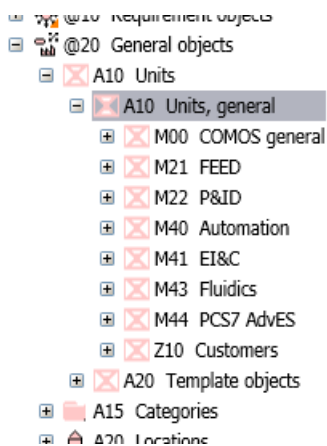 @10 Requirement objects
@20 General objects
A10 Units
A10 Units, general
M00 COMOS general
M21 FEED
M22 P&ID
M40 Automation
M41 EI&C
M43 Fluidics
M44 PCS7 AdvES
Z10 Customers
A20 Template objects
A15 Categories
A20 Locations